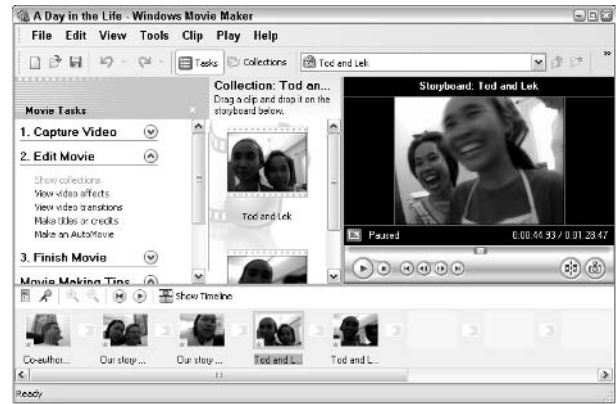 A Day in the Life - Windows Movie Maker
File Edit View Tools Clip Play Help
Tasks Collections Tod and Lek
»
Movie Tasks
1. Capture Video
2. Edit Movie
Show collections
View video effects
View video transitions
Make titles or credits
Make an AutoMovie
3. Finish Movie
Movie Making Tips
Collection: Tod an...
Drag a clip and drop it on the
storyboard below.
Tod and Lek
Storyboard: Tod and Lek
Paused 0:00:44.93 / 0:01:28.47
Show Timeline
Co-author... Our story ... Our story ... Tod and L... Tod and L...
Ready